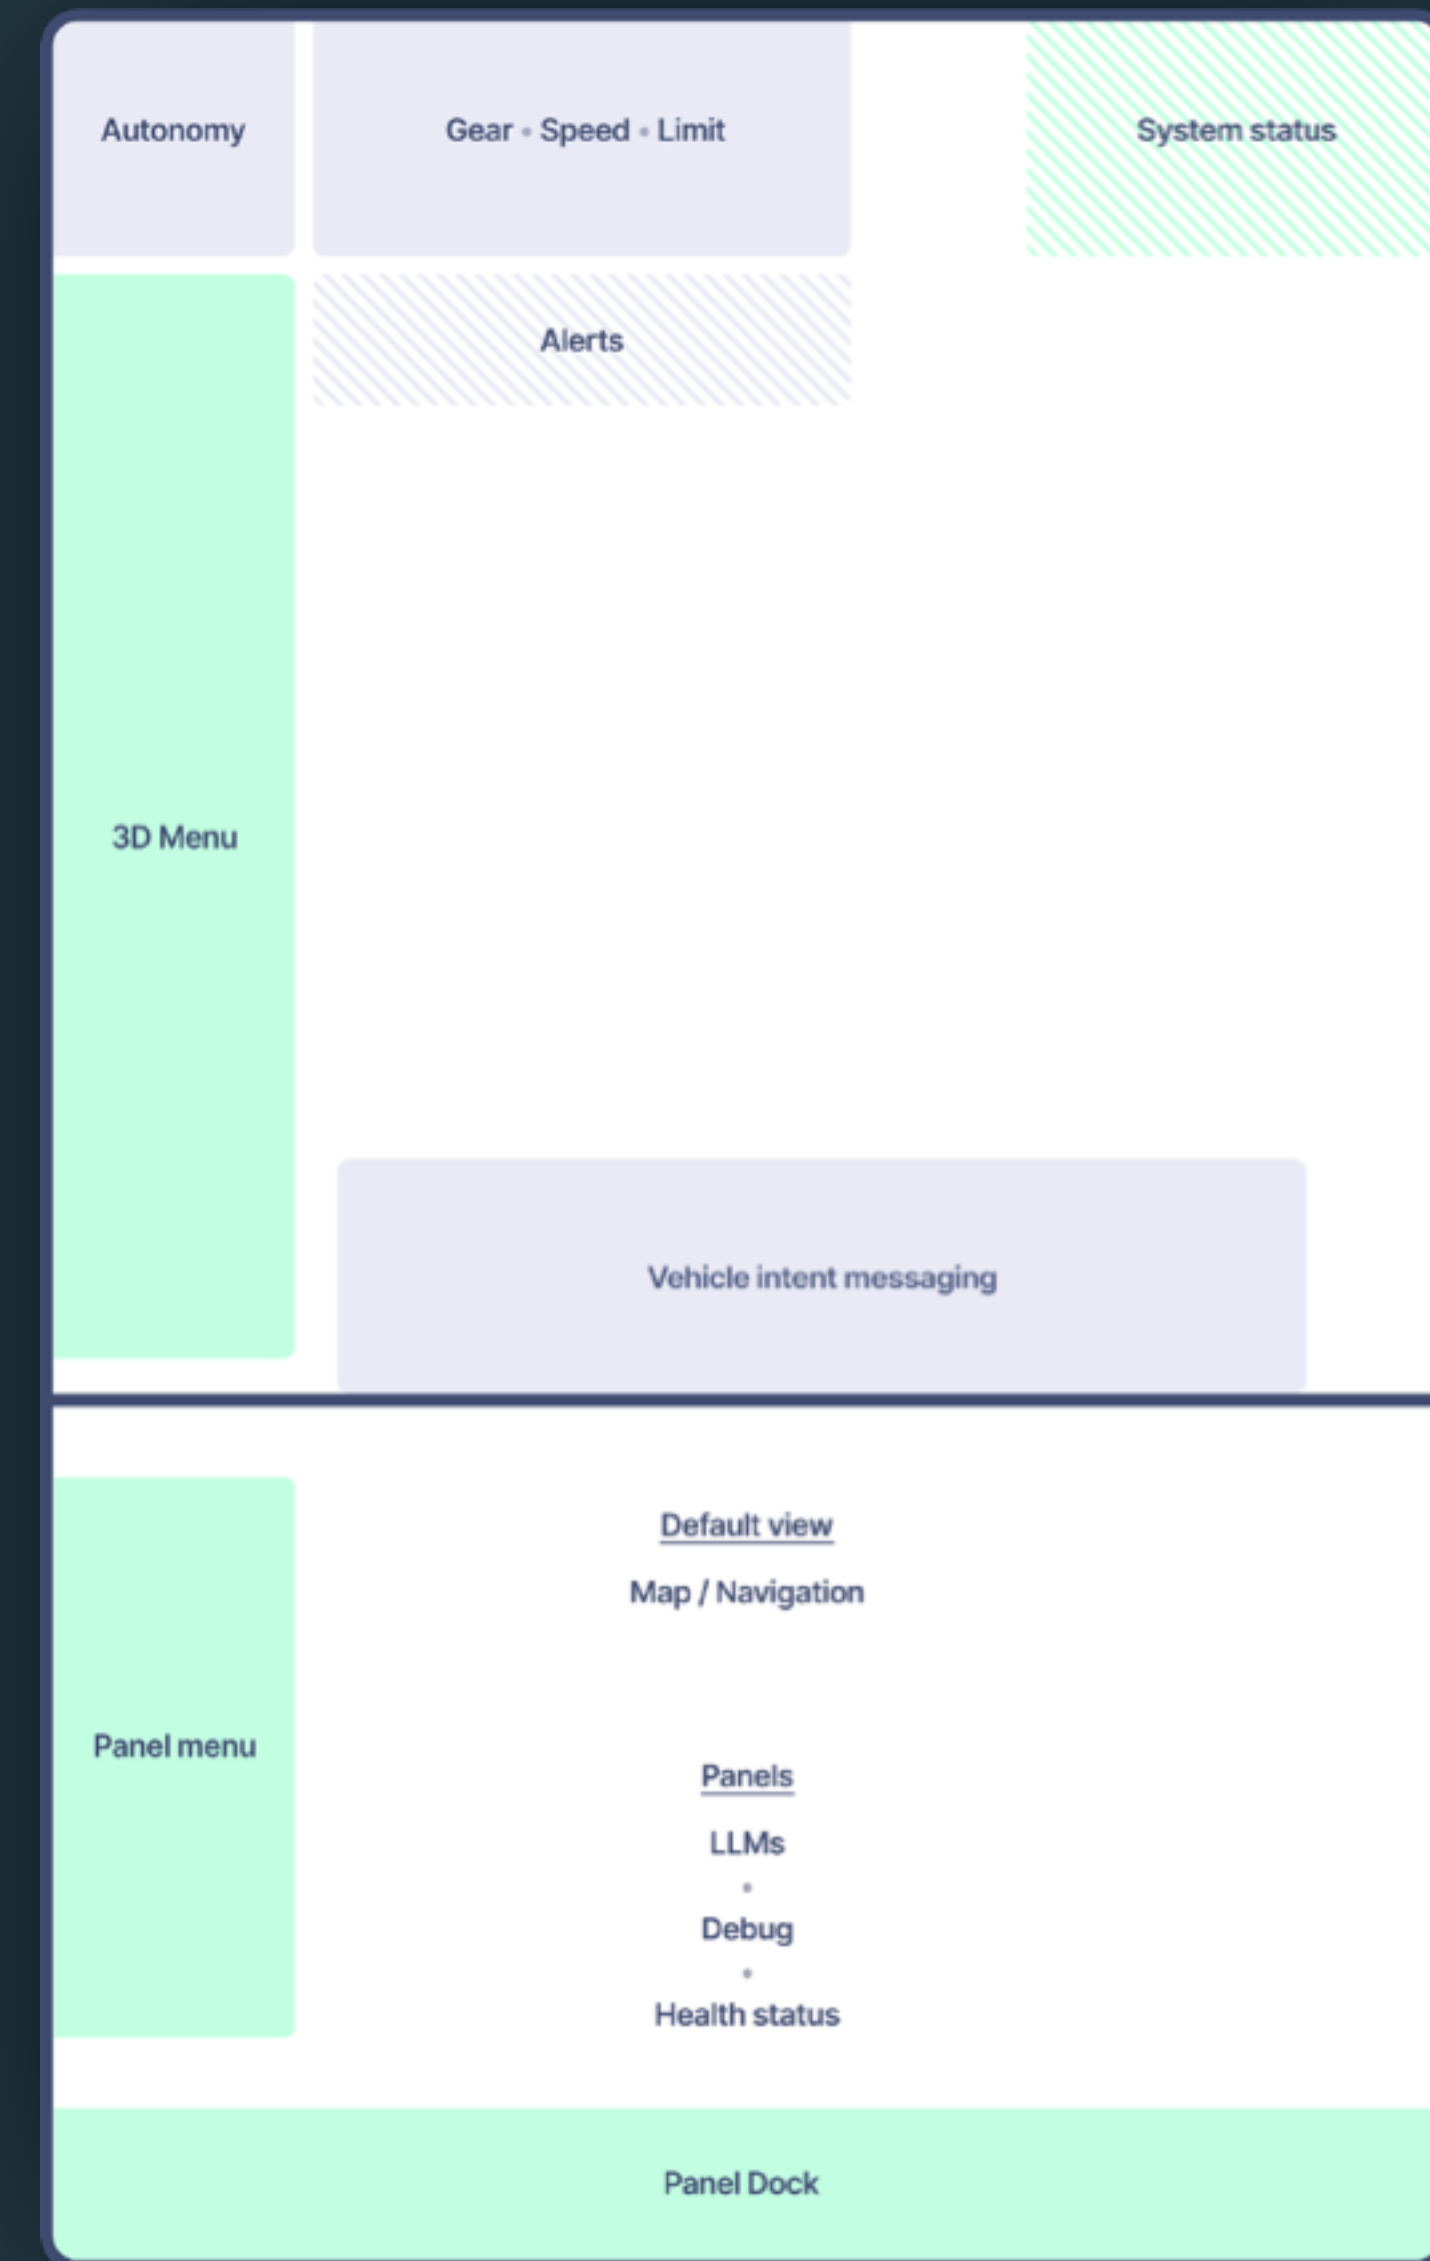 Autonomy
Gear • Speed • Limit
System status
Alerts
3D Menu
Vehicle intent messaging
Default view
Map / Navigation
Panel menu
Panels
LLMs
•
Debug
•
Health status
Panel Dock